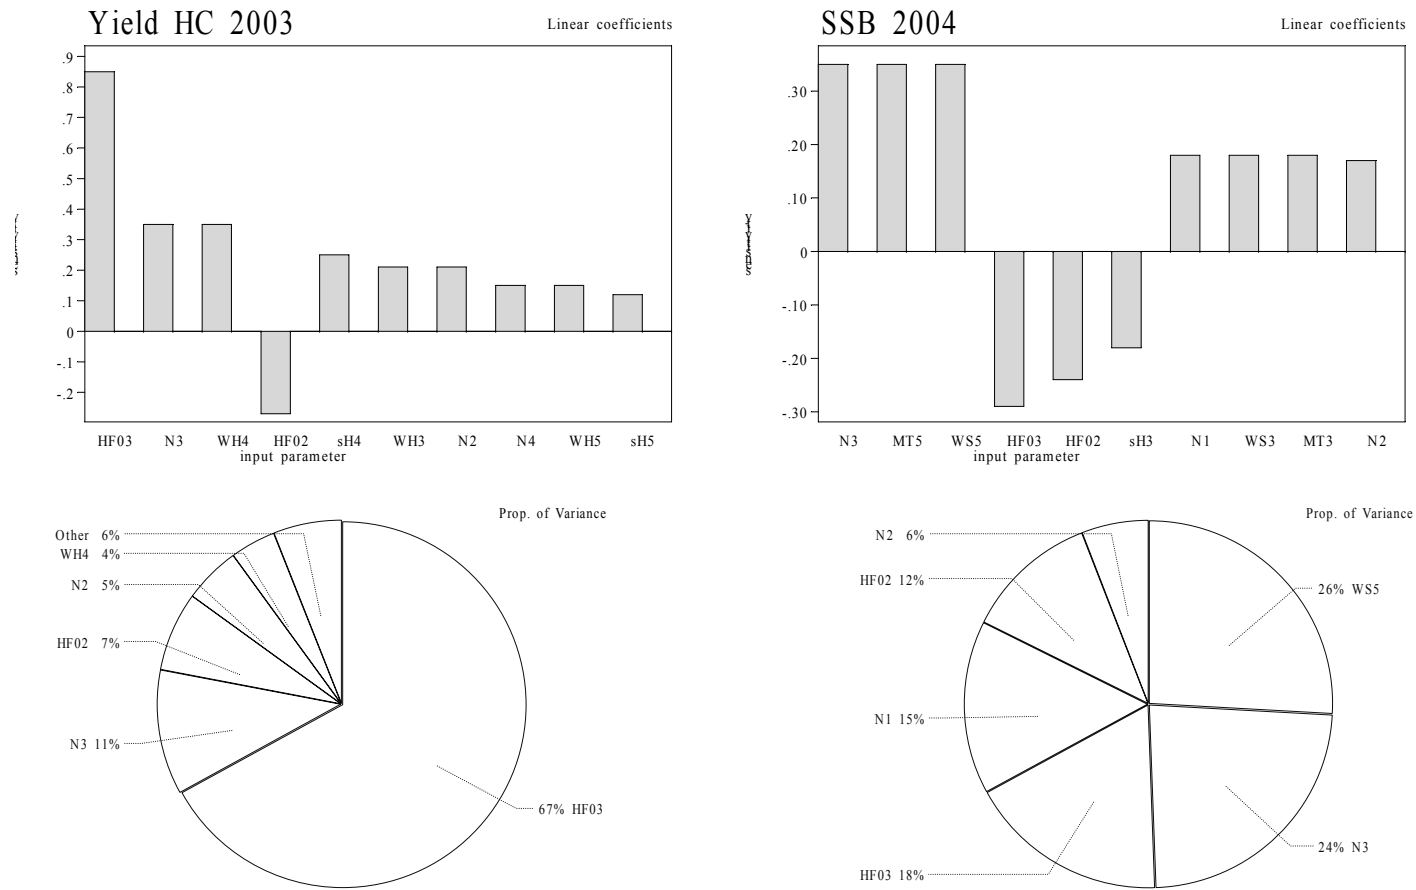 Yield HC 2003
Linear coefficients
.9
.8
.7
.6
.5
.4
.3
.2
.1
0
-.1
-.2
HF03 N3 WH4 HF02 sH4 WH3 N2 N4 WH5 sH5
input parameter
Prop. of Variance
Other 6%
WH4 4%
N2 5%
HF02 7%
N3 11%
67% HF03
SSB 2004
Linear coefficients
.30
.20
.10
0
-.10
-.20
-.30
N3 MT5 WS5 HF03 HF02 sH3 N1 WS3 MT3 N2
input parameter
Prop. of Variance
N2 6%
HF02 12%
26% WS5
N1 15%
24% N3
HF03 18%